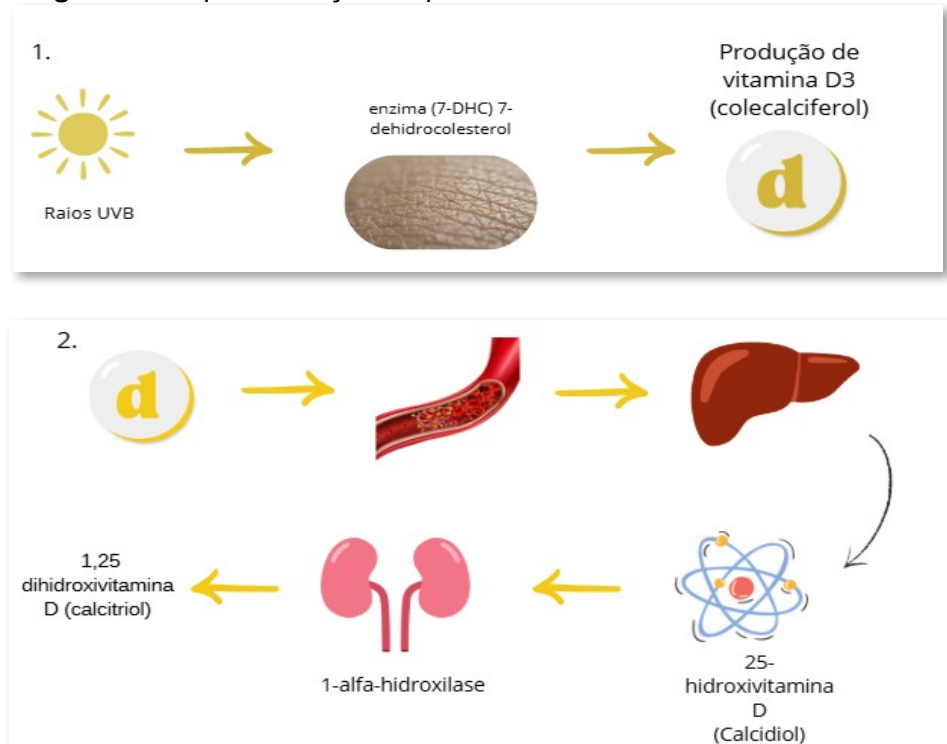 1.
Raios UVB
enzima (7-DHC) 7-
dehidrocolesterol
Produção de
vitamina D3
(colecalciferol)
d
2.
d
1,25
dihidroxivitamina
D (calcitriol)
1-alfa-hidroxilase
25-
hidroxivitamina
D
(Calcidiol)